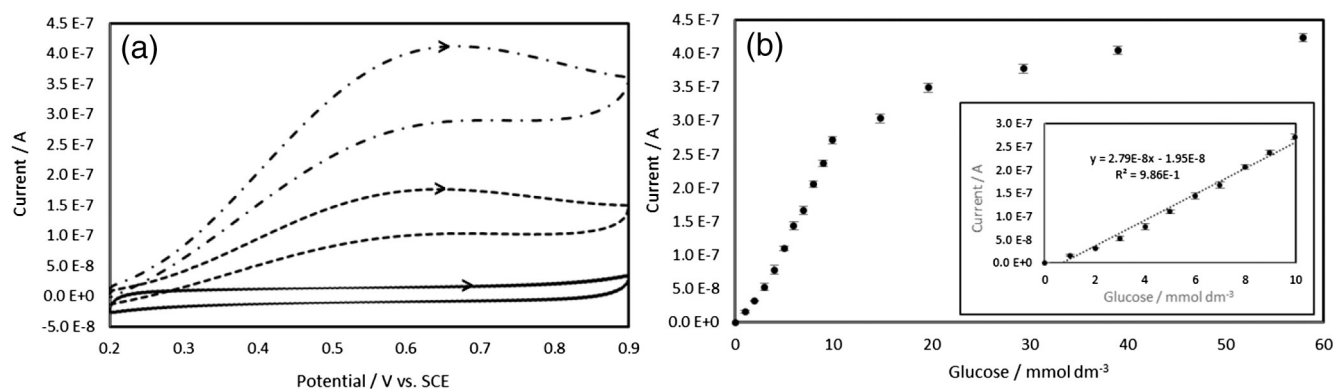 (a)
4.5 E-7
4.0 E-7
3.5 E-7
3.0 E-7
2.5 E-7
2.0 E-7
1.5 E-7
1.0 E-7
5.0 E-8
0.0 E+0
-5.0 E-8
Current / A
0.2 0.3 0.4 0.5 0.6 0.7 0.8 0.9
Potential / V vs. SCE
(b)
4.5 E-7
4.0 E-7
3.5 E-7
3.0 E-7
2.5 E-7
2.0 E-7
1.5 E-7
1.0 E-7
5.0 E-8
0.0 E+0
Current / A
0 10 20 30 40 50 60
Glucose / mmol dm⁻³
3.0 E-7
2.5 E-7
2.0 E-7
1.5 E-7
1.0 E-7
5.0 E-8
0.0 E+0
Current / A
y = 2.79E-8x - 1.95E-8
R² = 9.86E-1
0 2 4 6 8 10
Glucose / mmol dm⁻³